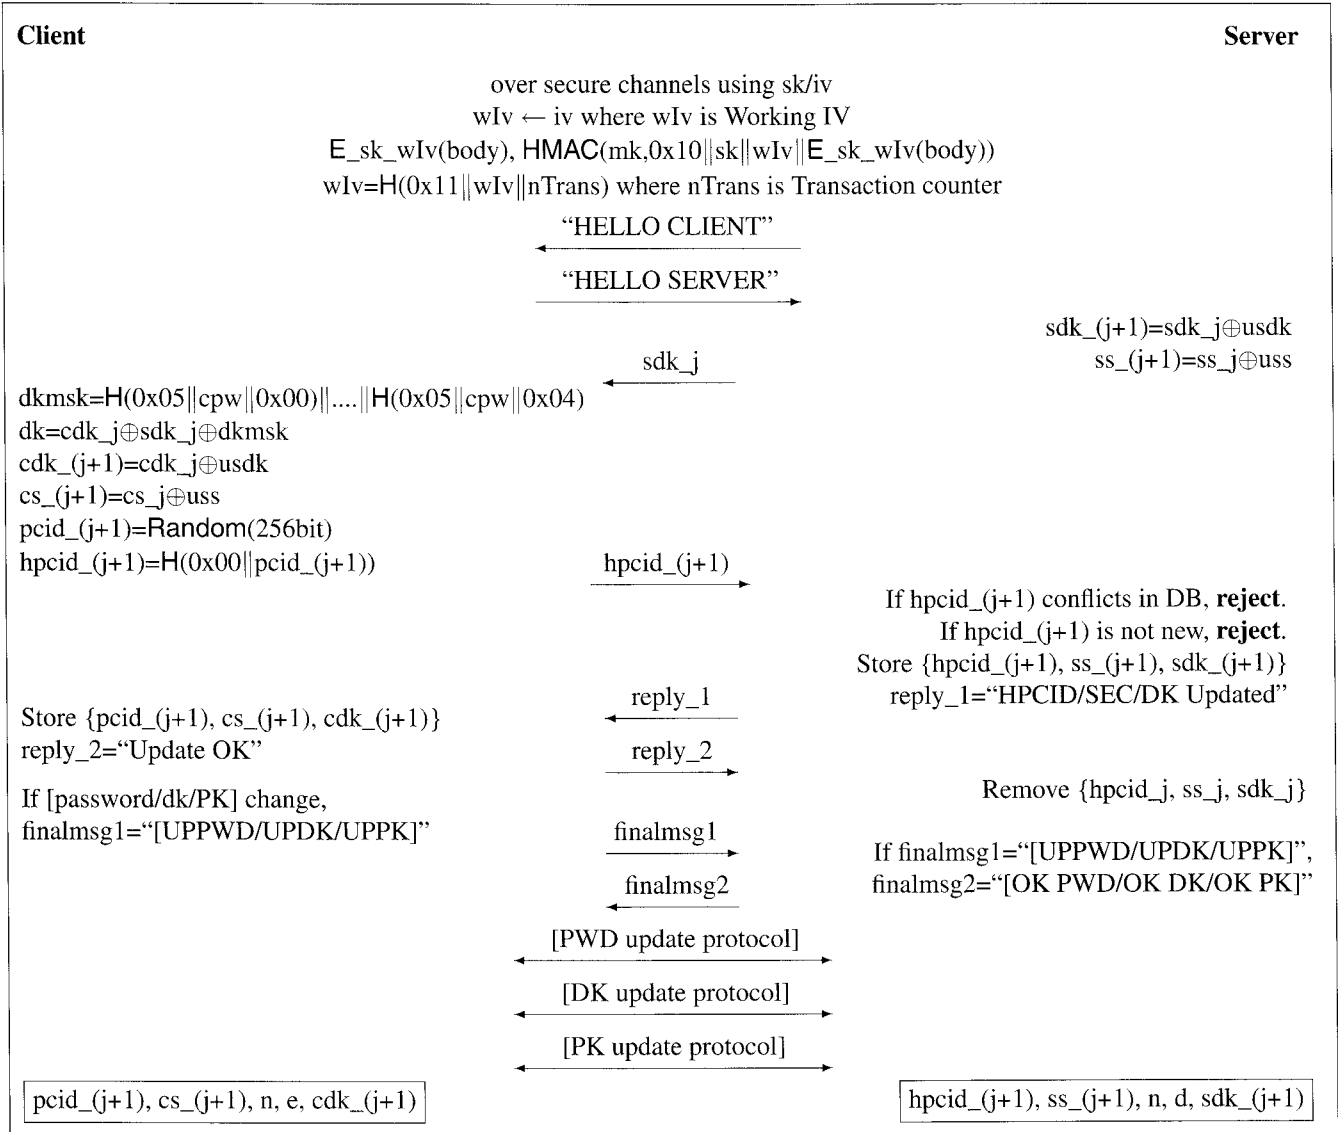 Client
Server
over secure channels using sk/iv
wIv ← iv where wIv is Working IV
E_sk_wIv(body), HMAC(mk,0x10||sk||wIv||E_sk_wIv(body))
wIv=H(0x11||wIv||nTrans) where nTrans is Transaction counter
“HELLO CLIENT”
“HELLO SERVER”
sdk_(j+1)=sdk_j⊕usdk
sdk_j
ss_(j+1)=ss_j⊕uss
dkmsk=H(0x05||cpw||0x00)||....||H(0x05||cpw||0x04)
dk=cdk_j⊕sdk_j⊕dkmsk
cdk_(j+1)=cdk_j⊕usdk
cs_(j+1)=cs_j⊕uss
pcid_(j+1)=Random(256bit)
hpcid_(j+1)=H(0x00||pcid_(j+1))
hpcid_(j+1)
If hpcid_(j+1) conflicts in DB, reject.
If hpcid_(j+1) is not new, reject.
Store {hpcid_(j+1), ss_(j+1), sdk_(j+1)}
reply_1=“HPCID/SEC/DK Updated”
reply_1
Store {pcid_(j+1), cs_(j+1), cdk_(j+1)}
reply_2=“Update OK”
reply_2
Remove {hpcid_j, ss_j, sdk_j}
If [password/dk/PK] change,
finalmsg1=“[UPPWD/UPDK/UPPK]”
finalmsg1
If finalmsg1=“[UPPWD/UPDK/UPPK]”,
finalmsg2=“[OK PWD/OK DK/OK PK]”
finalmsg2
[PWD update protocol]
[DK update protocol]
[PK update protocol]
pcid_(j+1), cs_(j+1), n, e, cdk_(j+1)
hpcid_(j+1), ss_(j+1), n, d, sdk_(j+1)